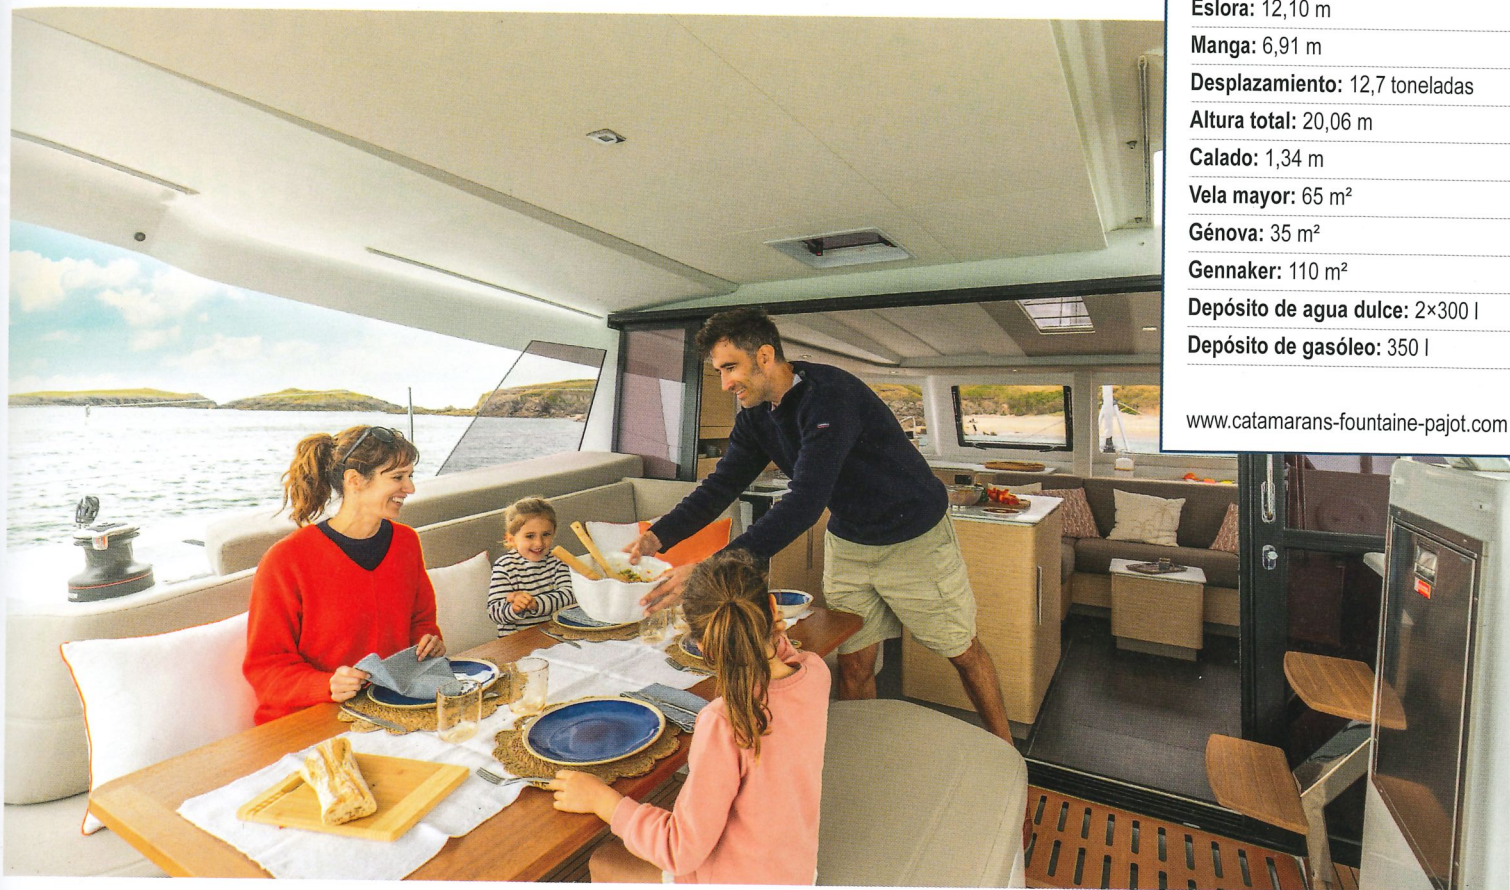 Eslora: 12,10 m
Manga: 6,91 m
Desplazamiento: 12,7 toneladas
Altura total: 20,06 m
Calado: 1,34 m
Vela mayor: 65 m²
Génova: 35 m²
Gennaker: 110 m²
Depósito de agua dulce: 2×300 l
Depósito de gasóleo: 350 l
www.catamarans-fountaine-pajot.com